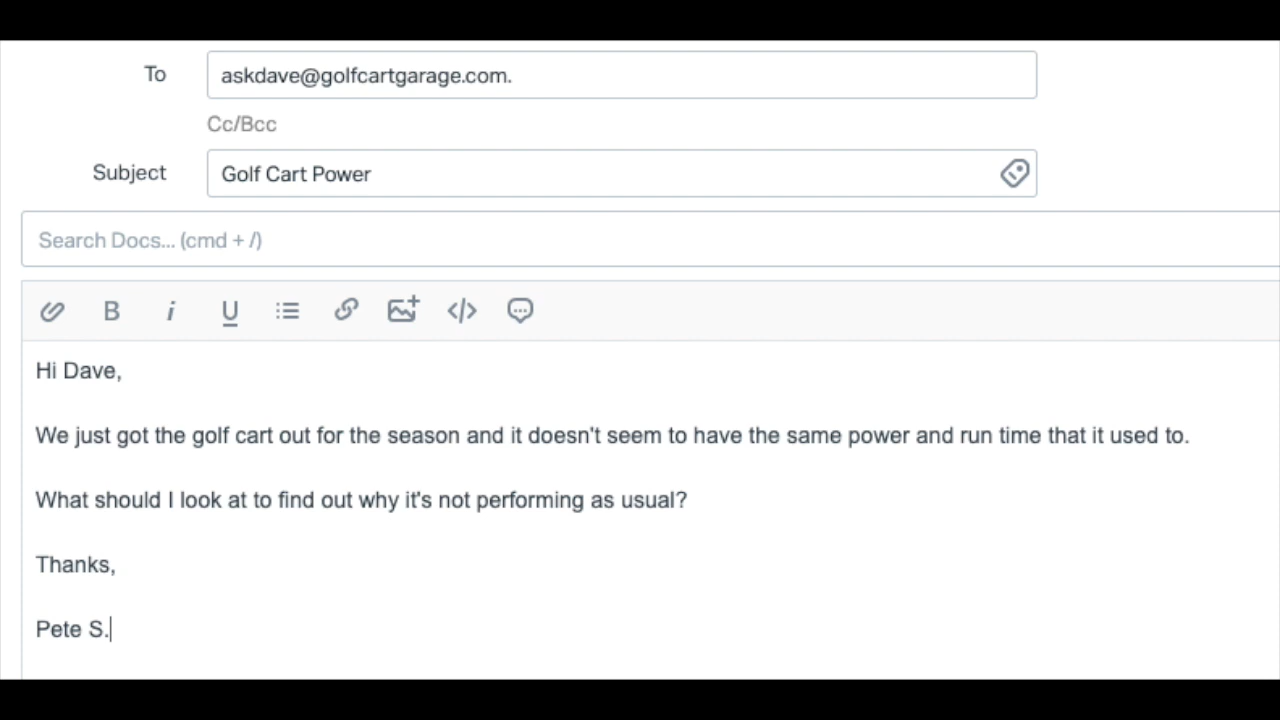 To
askdave@golfcartgarage.com.
Cc/Bcc
Subject
Golf Cart Power
Search Docs... (cmd + /)
B i U </>
Hi Dave,
We just got the golf cart out for the season and it doesn't seem to have the same power and run time that it used to.
What should I look at to find out why it's not performing as usual?
Thanks,
Pete S.